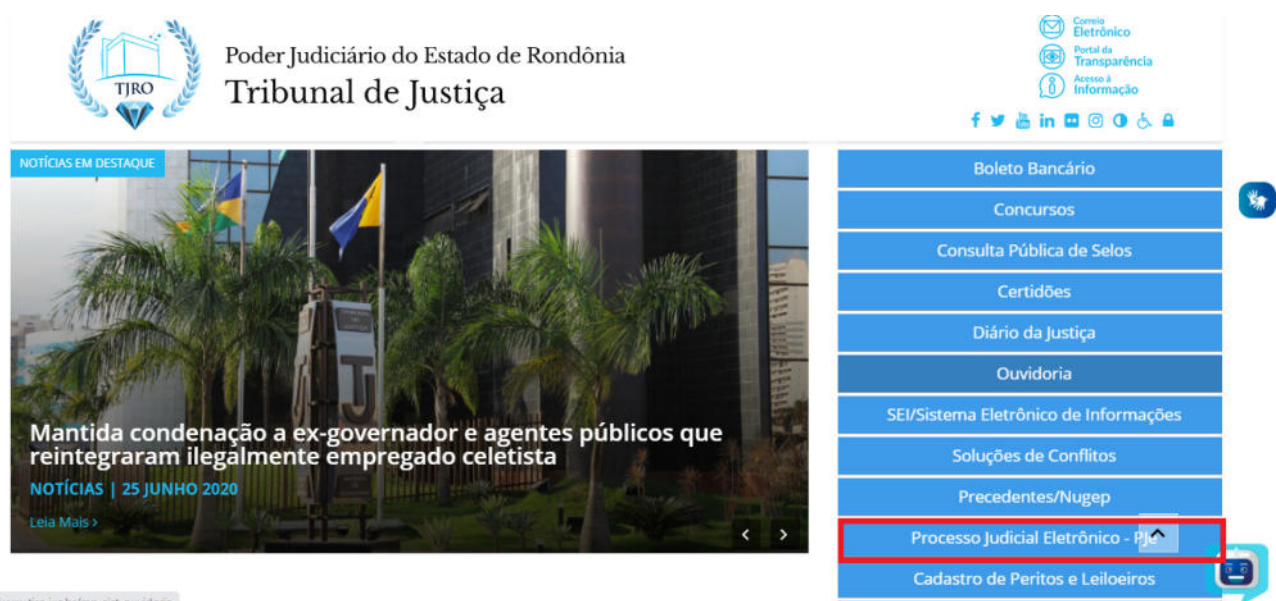 TJRO
Poder Judiciário do Estado de Rondônia
Tribunal de Justiça
Correio
Eletrônico
Portal da
Transparência
Acesso à
Informação
NOTÍCIAS EM DESTAQUE
Mantida condenação a ex-governador e agentes públicos que
reintegraram ilegalmente empregado celetista
NOTÍCIAS | 25 JUNHO 2020
Leia Mais >
Boleto Bancário
Concursos
Consulta Pública de Selos
Certidões
Diário da Justiça
Ouvidoria
SEI/Sistema Eletrônico de Informações
Soluções de Conflitos
Precedentes/Nugep
Processo Judicial Eletrônico - PJe
Cadastro de Peritos e Leiloeiros